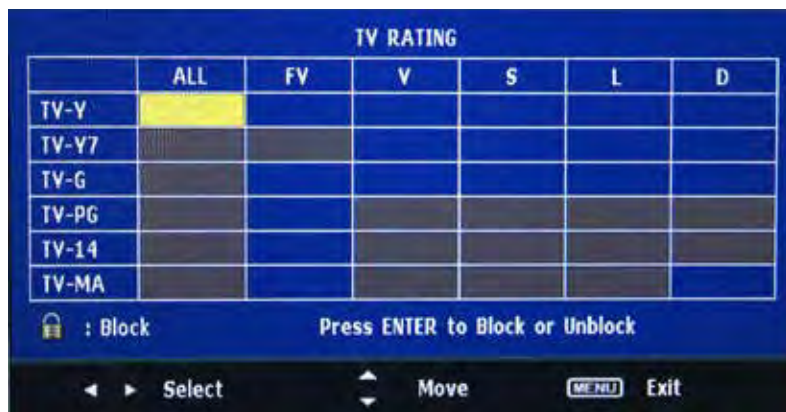 TV RATING
ALL FV V S L D
TV-Y
TV-Y7
TV-G
TV-PG
TV-14
TV-MA
: Block Press ENTER to Block or Unblock
Select Move MENU Exit